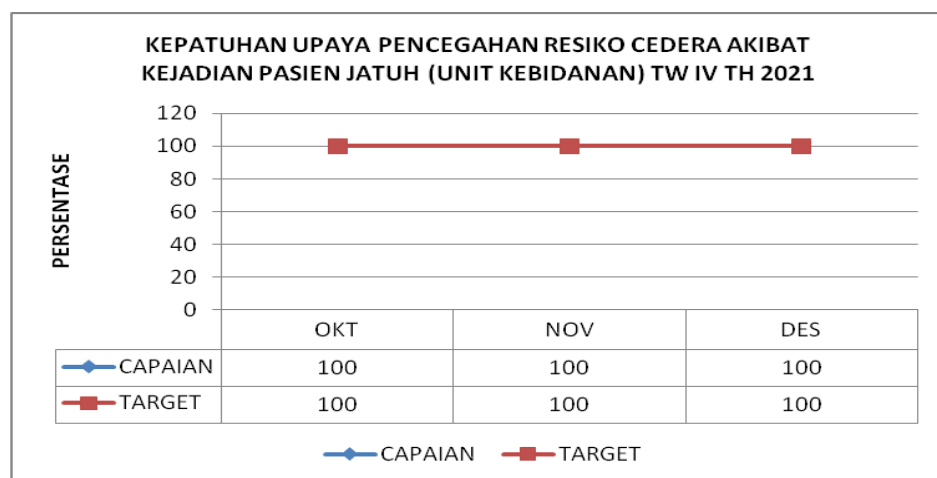 KEPATUHAN UPAYA PENCEGAHAN RESIKO CEDERA AKIBAT
KEJADIAN PASIEN JATUH (UNIT KEBIDANAN) TW IV TH 2021
PERSENTASE
120
100
80
60
40
20
0
OKT NOV DES
CAPAIAN 100 100 100
TARGET 100 100 100
CAPAIAN TARGET